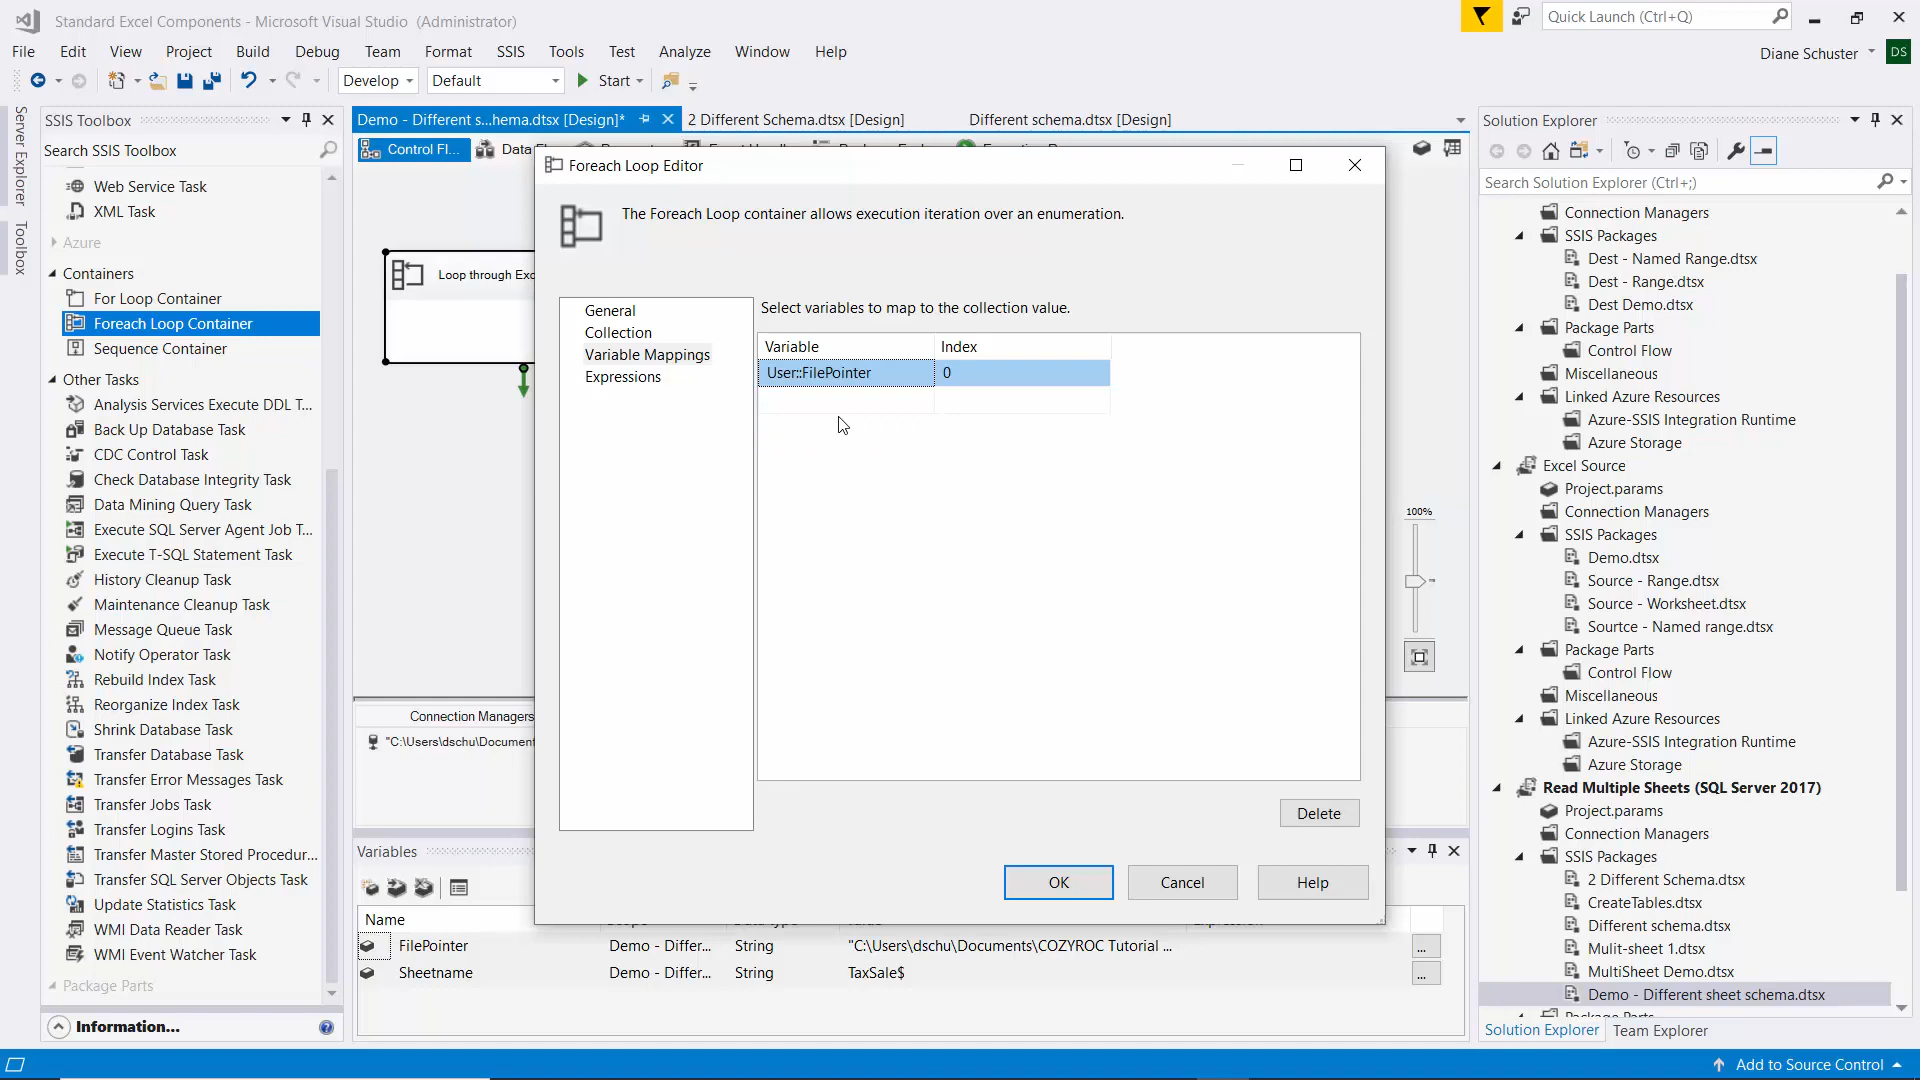 Standard Excel Components - Microsoft Visual Studio (Administrator)
Quick Launch (Ctrl+Q)
File Edit View Project Build Debug Team Format SSIS Tools Test Analyze Window Help
Diane Schuster DS
Develop Default Start
Server Explorer
Toolbox
SSIS Toolbox
Search SSIS Toolbox
Web Service Task
XML Task
Azure
Containers
For Loop Container
Foreach Loop Container
Sequence Container
Other Tasks
Analysis Services Execute DDL T...
Back Up Database Task
CDC Control Task
Check Database Integrity Task
Data Mining Query Task
Execute SQL Server Agent Job T...
Execute T-SQL Statement Task
History Cleanup Task
Maintenance Cleanup Task
Message Queue Task
Notify Operator Task
Rebuild Index Task
Reorganize Index Task
Shrink Database Task
Transfer Database Task
Transfer Error Messages Task
Transfer Jobs Task
Transfer Logins Task
Transfer Master Stored Procedur...
Transfer SQL Server Objects Task
Update Statistics Task
WMI Data Reader Task
WMI Event Watcher Task
Package Parts
Information...
Demo - Different s...hema.dtsx [Design]* 2 Different Schema.dtsx [Design] Different schema.dtsx [Design]
Control Fl... Data
Loop through Exc
100%
Connection Managers
"C:\Users\dschu\Document
Foreach Loop Editor
The Foreach Loop container allows execution iteration over an enumeration.
General
Collection
Variable Mappings
Expressions
Select variables to map to the collection value.
Variable Index
User::FilePointer 0
Delete
OK Cancel Help
Variables
Name
FilePointer Demo - Differ... String "C:\Users\dschu\Documents\COZYROC Tutorial ... ...
Sheetname Demo - Differ... String TaxSale$ ...
Solution Explorer
Search Solution Explorer (Ctrl+;)
Connection Managers
SSIS Packages
Dest - Named Range.dtsx
Dest - Range.dtsx
Dest Demo.dtsx
Package Parts
Control Flow
Miscellaneous
Linked Azure Resources
Azure-SSIS Integration Runtime
Azure Storage
Excel Source
Project.params
Connection Managers
SSIS Packages
Demo.dtsx
Source - Range.dtsx
Source - Worksheet.dtsx
Sourtce - Named range.dtsx
Package Parts
Control Flow
Miscellaneous
Linked Azure Resources
Azure-SSIS Integration Runtime
Azure Storage
Read Multiple Sheets (SQL Server 2017)
Project.params
Connection Managers
SSIS Packages
2 Different Schema.dtsx
CreateTables.dtsx
Different schema.dtsx
Mulit-sheet 1.dtsx
MultiSheet Demo.dtsx
Demo - Different sheet schema.dtsx
Package Parts
Solution Explorer Team Explorer
Add to Source Control